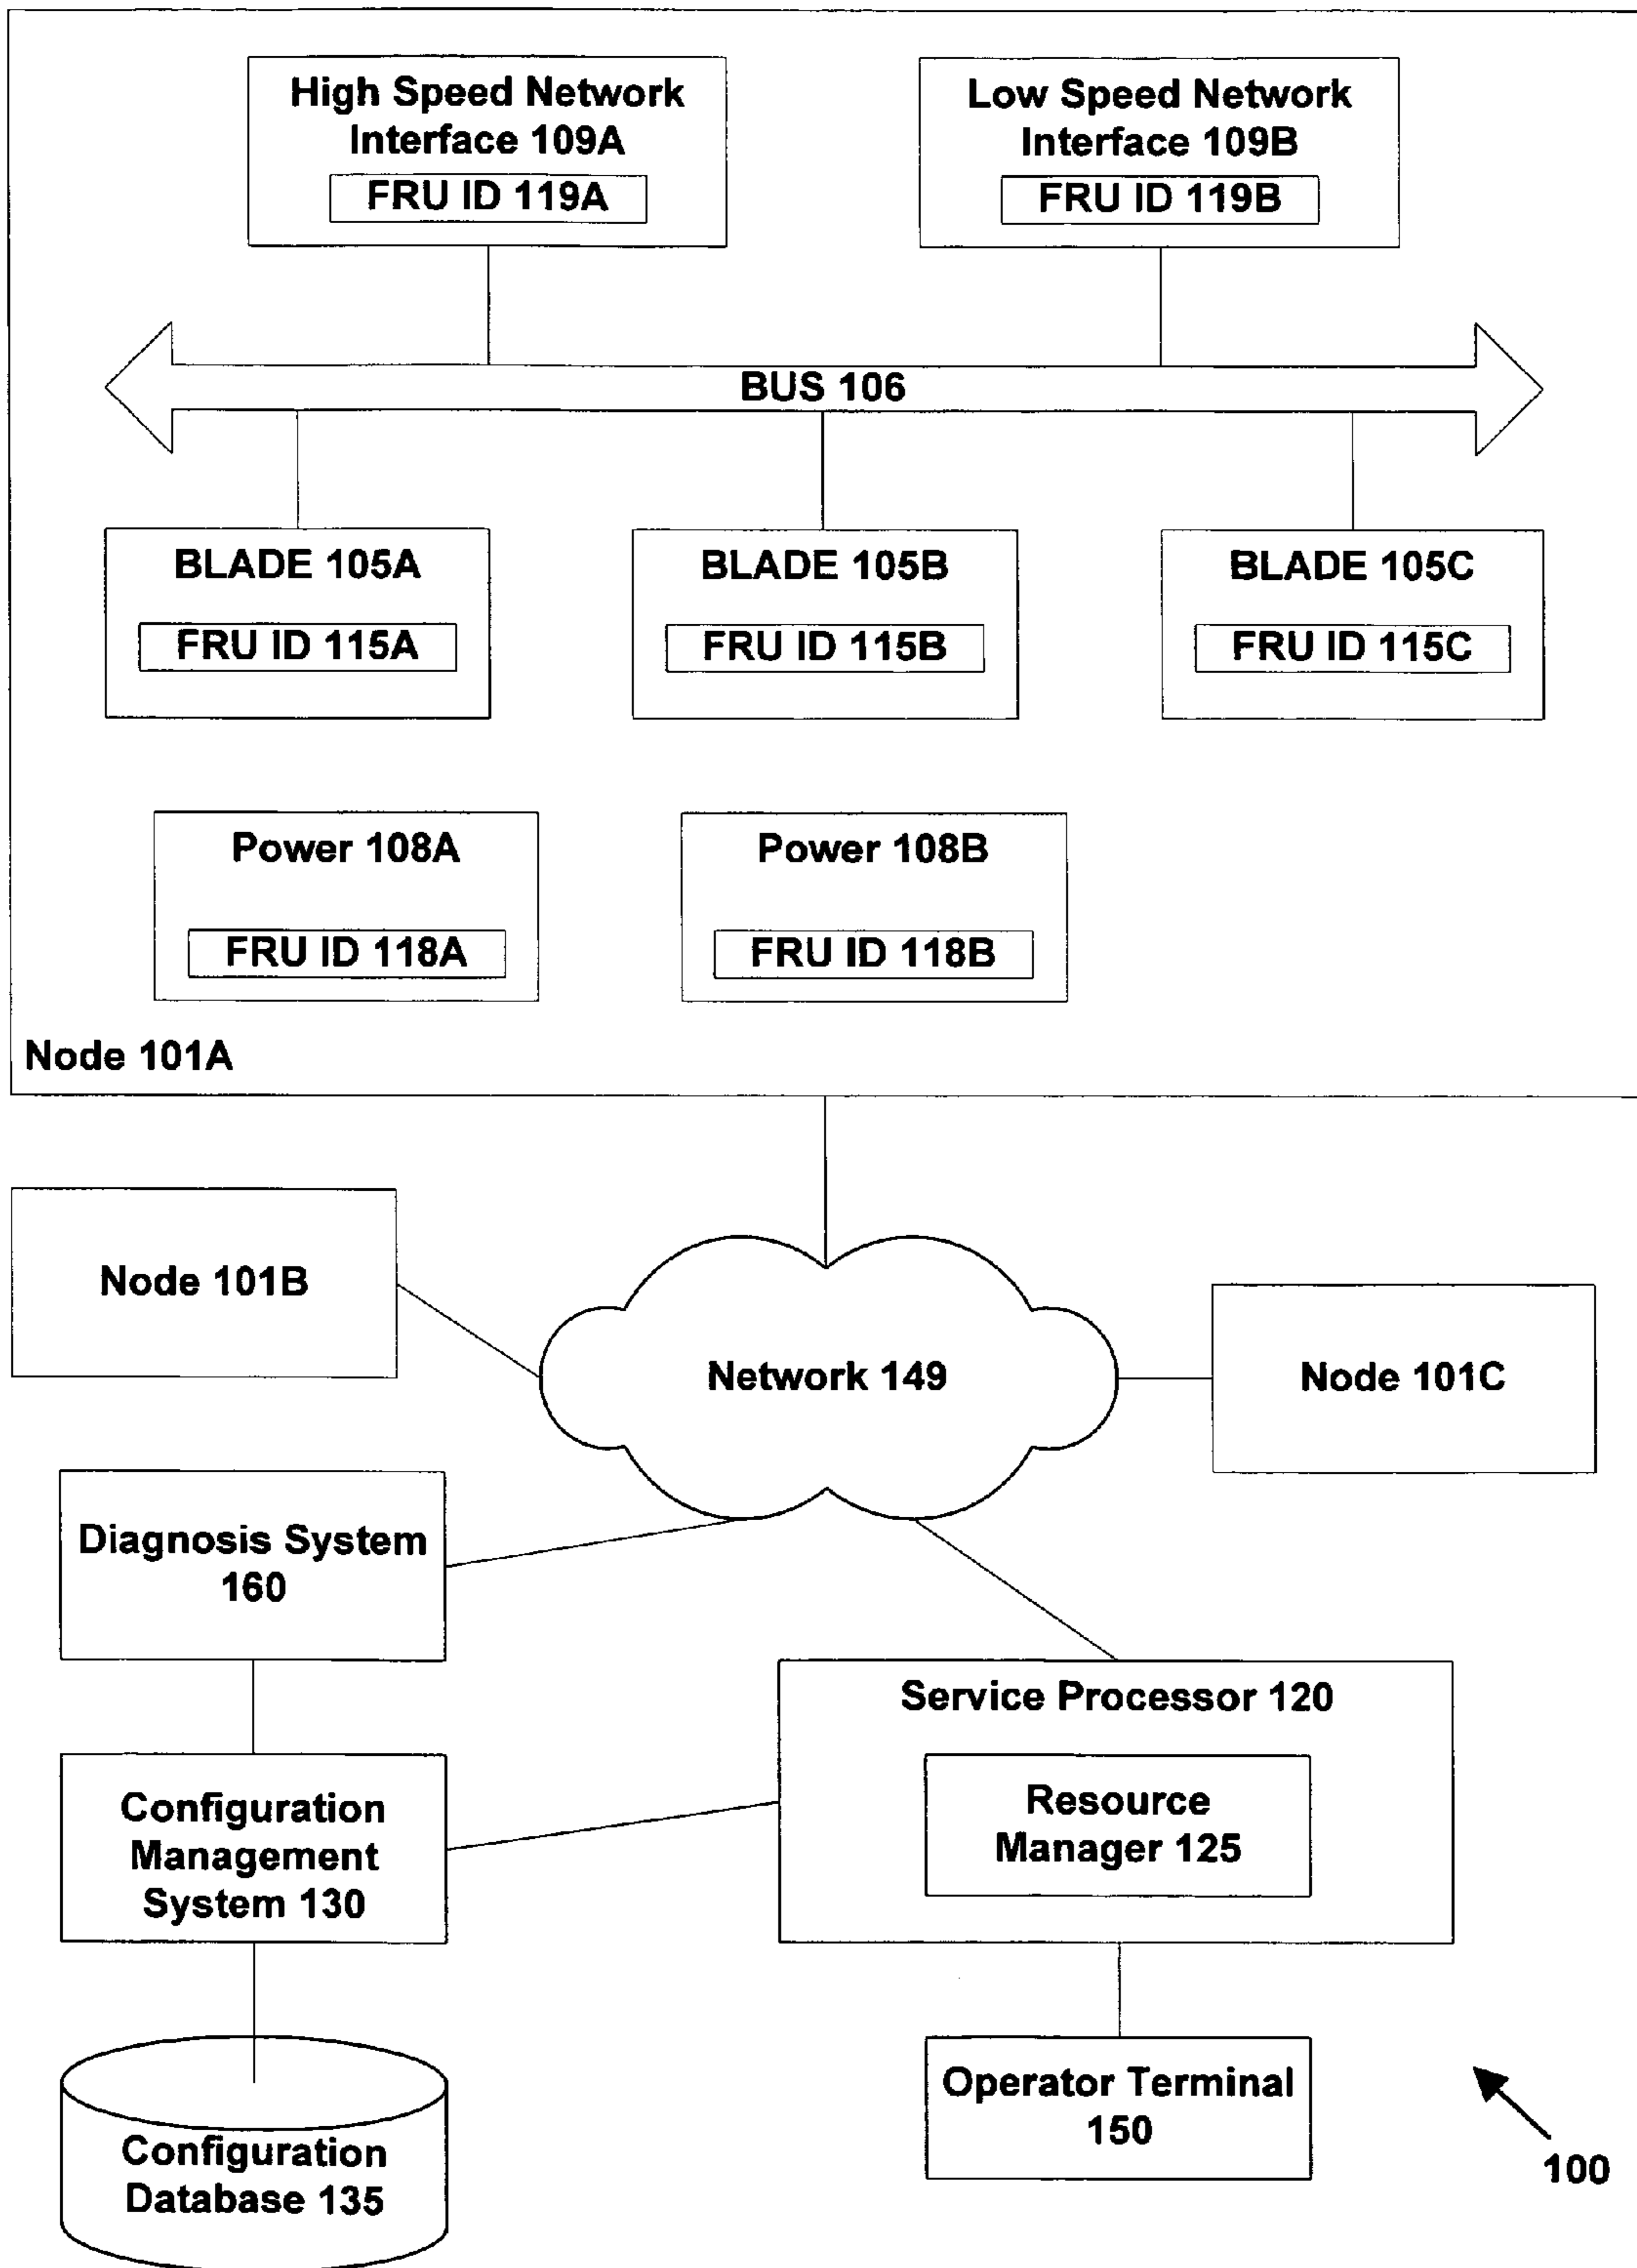 High Speed Network
Interface 109A
FRU ID 119A
Low Speed Network
Interface 109B
FRU ID 119B
BUS 106
BLADE 105A
FRU ID 115A
BLADE 105B
FRU ID 115B
BLADE 105C
FRU ID 115C
Power 108A
FRU ID 118A
Power 108B
FRU ID 118B
Node 101A
Node 101B
Network 149
Node 101C
Diagnosis System
160
Service Processor 120
Resource
Manager 125
Configuration
Management
System 130
Operator Terminal
150
Configuration
Database 135
100